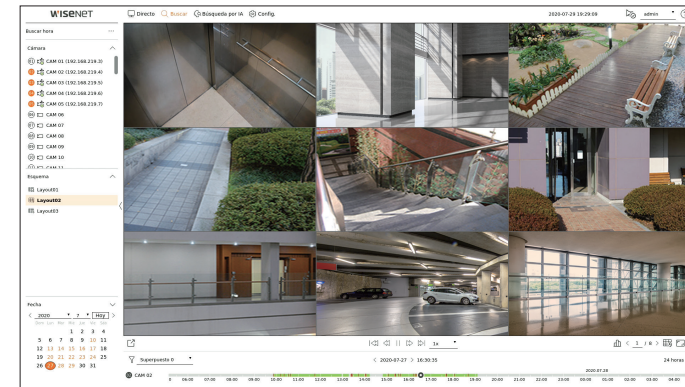 WISENET
Directo Buscar Búsqueda por IA Config.
2020-07-29 19:29:09 admin
Buscar hora
Cámara
CAM 01 (192.168.219.3)
CAM 02 (192.168.219.4)
CAM 03 (192.168.219.5)
CAM 04 (192.168.219.6)
CAM 05 (192.168.219.7)
CAM 06
CAM 07
CAM 08
CAM 09
CAM 10
Esquema
Layout01
Layout02
Layout03
Fecha
< 2020 7 Hoy >
Dom Lun Mar Mié Jue Vie Sáb
1 2 3 4
5 6 7 8 9 10 11
12 13 14 15 16 17 18
19 20 21 22 23 24 25
26 27 28 29 30 31
1x
< 1 / 8 >
Superpuesto 0
< 2020-07-27 > 16:30:35
24 horas
2020.07.28
CAM 02
0 06:00 07:00 08:00 09:00 10:00 11:00 12:00 13:00 14:00 15:00 16:00 17:00 18:00 19:00 20:00 21:00 22:00 23:00 00:00 01:00 02:00 03:00 04:00